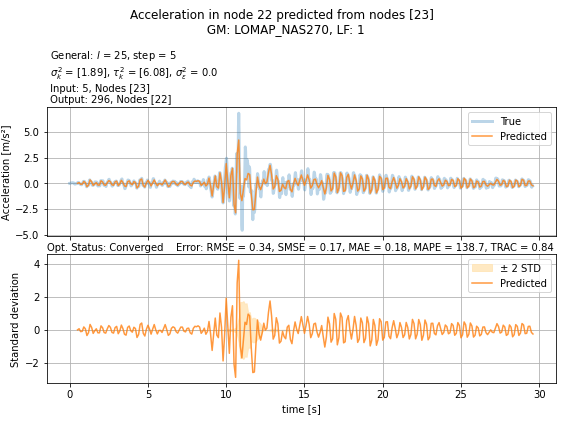 Acceleration in node 22 predicted from nodes [23]
GM: LOMAP_NAS270, LF: 1
General: l = 25, step = 5
σ²ₖ = [1.89], τ²ₖ = [6.08], σ²ε = 0.0
Input: 5, Nodes [23]
Output: 296, Nodes [22]
Acceleration [m/s²]
5.0
2.5
0.0
−2.5
−5.0
True
Predicted
Opt. Status: Converged Error: RMSE = 0.34, SMSE = 0.17, MAE = 0.18, MAPE = 138.7, TRAC = 0.84
Standard deviation
4
2
0
−2
± 2 STD
Predicted
0 5 10 15 20 25 30
time [s]